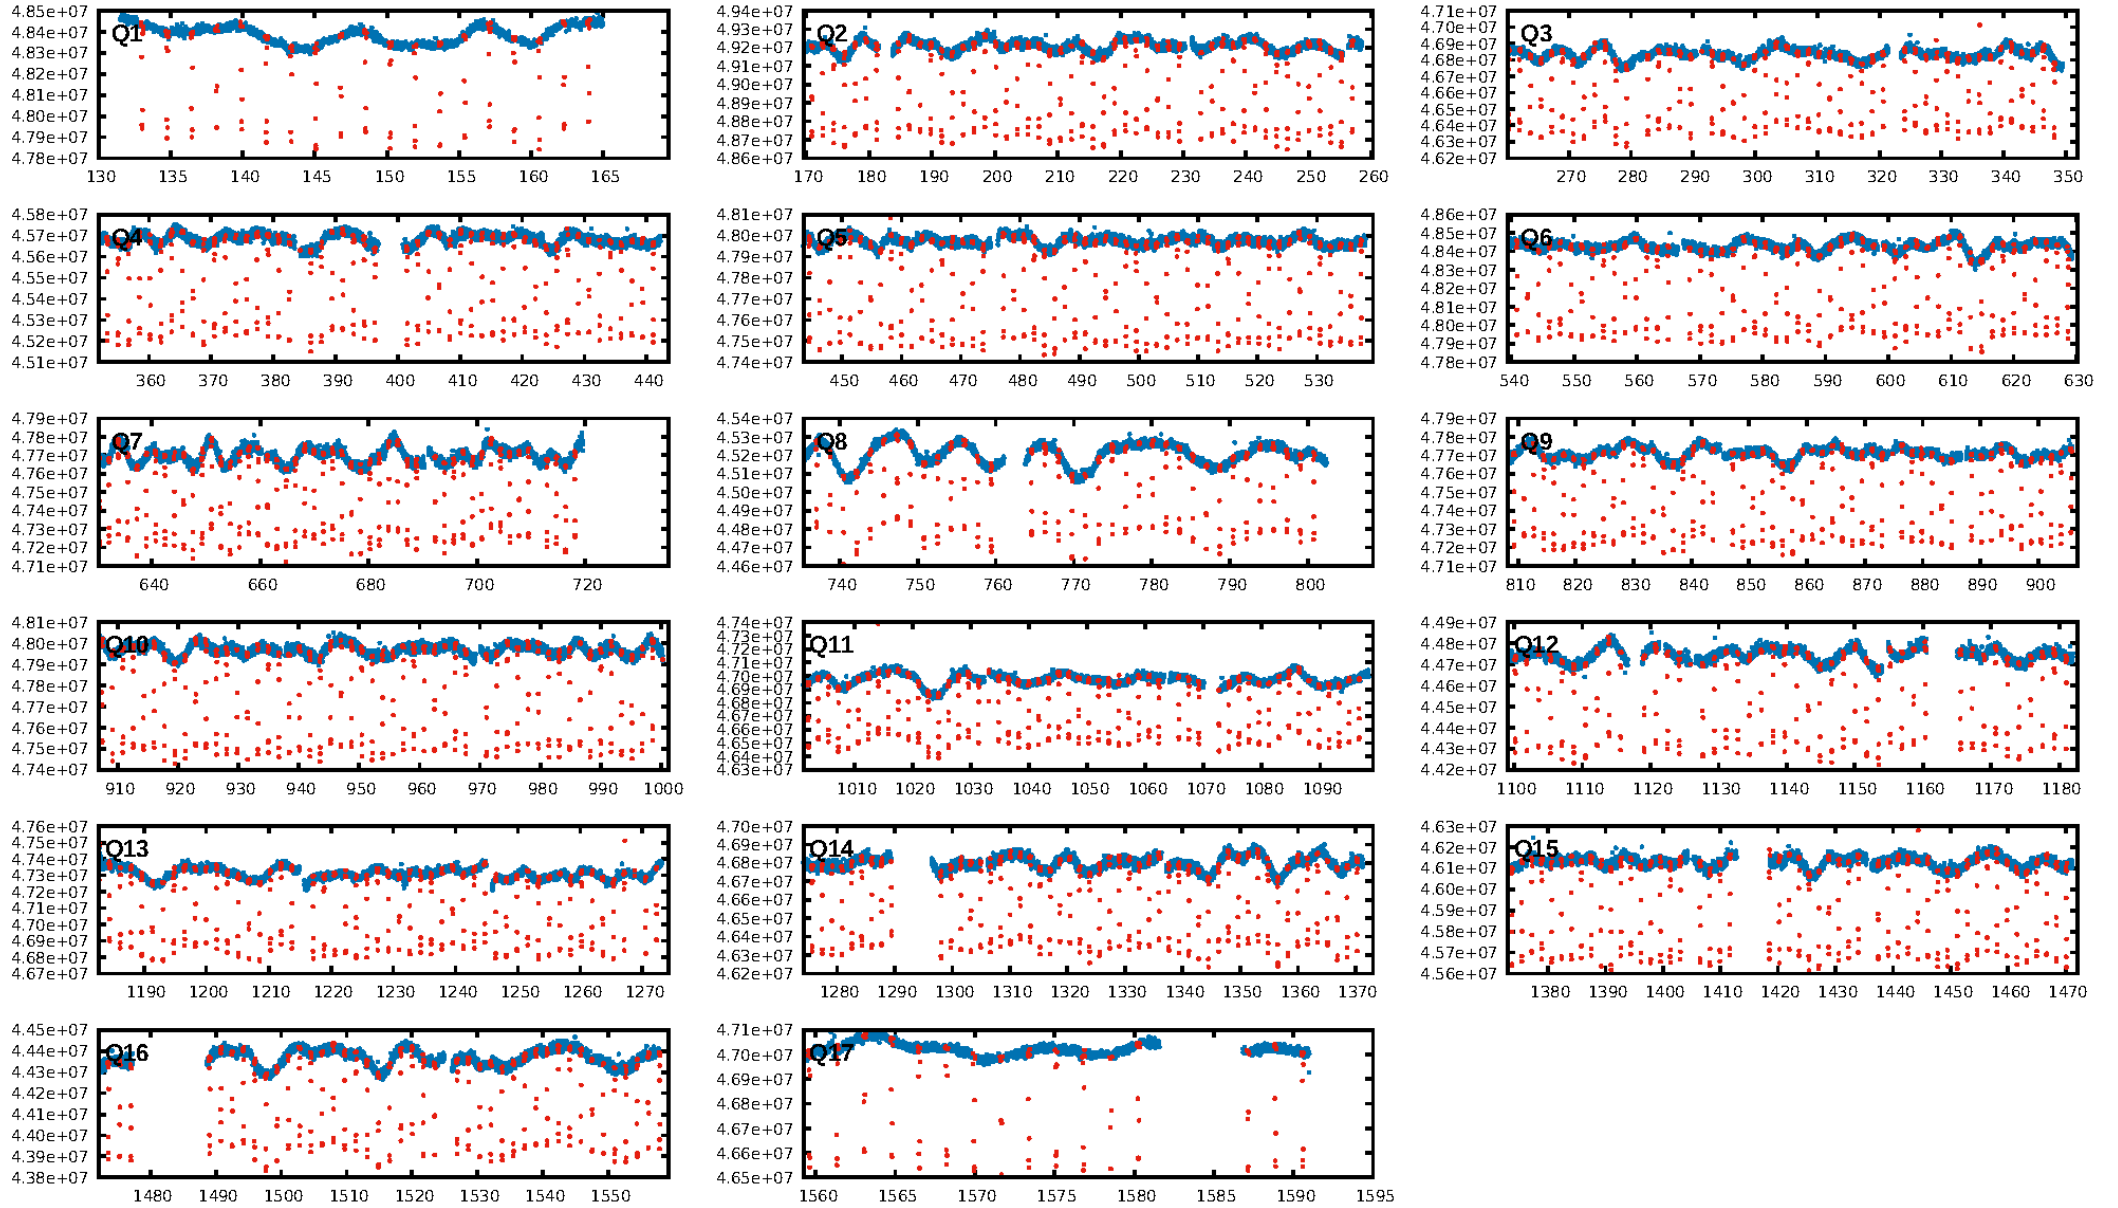 4.85e+07
4.84e+07
4.83e+07
4.82e+07
4.81e+07
4.80e+07
4.79e+07
4.78e+07
Q1
130 135 140 145 150 155 160 165
4.94e+07
4.93e+07
4.92e+07
4.91e+07
4.90e+07
4.89e+07
4.88e+07
4.87e+07
4.86e+07
Q2
170 180 190 200 210 220 230 240 250 260
4.71e+07
4.70e+07
4.69e+07
4.68e+07
4.67e+07
4.66e+07
4.65e+07
4.64e+07
4.63e+07
4.62e+07
Q3
270 280 290 300 310 320 330 340 350
4.58e+07
4.57e+07
4.56e+07
4.55e+07
4.54e+07
4.53e+07
4.52e+07
4.51e+07
Q4
360 370 380 390 400 410 420 430 440
4.81e+07
4.80e+07
4.79e+07
4.78e+07
4.77e+07
4.76e+07
4.75e+07
4.74e+07
Q5
450 460 470 480 490 500 510 520 530
4.86e+07
4.85e+07
4.84e+07
4.83e+07
4.82e+07
4.81e+07
4.80e+07
4.79e+07
4.78e+07
Q6
540 550 560 570 580 590 600 610 620 630
4.79e+07
4.78e+07
4.77e+07
4.76e+07
4.75e+07
4.74e+07
4.73e+07
4.72e+07
4.71e+07
Q7
640 660 680 700 720
4.54e+07
4.53e+07
4.52e+07
4.51e+07
4.50e+07
4.49e+07
4.48e+07
4.47e+07
4.46e+07
Q8
740 750 760 770 780 790 800
4.79e+07
4.78e+07
4.77e+07
4.76e+07
4.75e+07
4.74e+07
4.73e+07
4.72e+07
4.71e+07
Q9
810 820 830 840 850 860 870 880 890 900
4.81e+07
4.80e+07
4.79e+07
4.78e+07
4.77e+07
4.76e+07
4.75e+07
4.74e+07
Q10
910 920 930 940 950 960 970 980 990 1000
4.74e+07
4.73e+07
4.72e+07
4.71e+07
4.70e+07
4.69e+07
4.68e+07
4.67e+07
4.66e+07
4.65e+07
4.64e+07
4.63e+07
Q11
1010 1020 1030 1040 1050 1060 1070 1080 1090
4.49e+07
4.48e+07
4.47e+07
4.46e+07
4.45e+07
4.44e+07
4.43e+07
4.42e+07
Q12
1100 1110 1120 1130 1140 1150 1160 1170 1180
4.76e+07
4.75e+07
4.74e+07
4.73e+07
4.72e+07
4.71e+07
4.70e+07
4.69e+07
4.68e+07
4.67e+07
Q13
1190 1200 1210 1220 1230 1240 1250 1260 1270
4.70e+07
4.69e+07
4.68e+07
4.67e+07
4.66e+07
4.65e+07
4.64e+07
4.63e+07
4.62e+07
Q14
1280 1290 1300 1310 1320 1330 1340 1350 1360 1370
4.63e+07
4.62e+07
4.61e+07
4.60e+07
4.59e+07
4.58e+07
4.57e+07
4.56e+07
Q15
1380 1390 1400 1410 1420 1430 1440 1450 1460 1470
4.45e+07
4.44e+07
4.43e+07
4.42e+07
4.41e+07
4.40e+07
4.39e+07
4.38e+07
Q16
1480 1490 1500 1510 1520 1530 1540 1550
4.71e+07
4.70e+07
4.69e+07
4.68e+07
4.67e+07
4.66e+07
4.65e+07
Q17
1560 1565 1570 1575 1580 1585 1590 1595